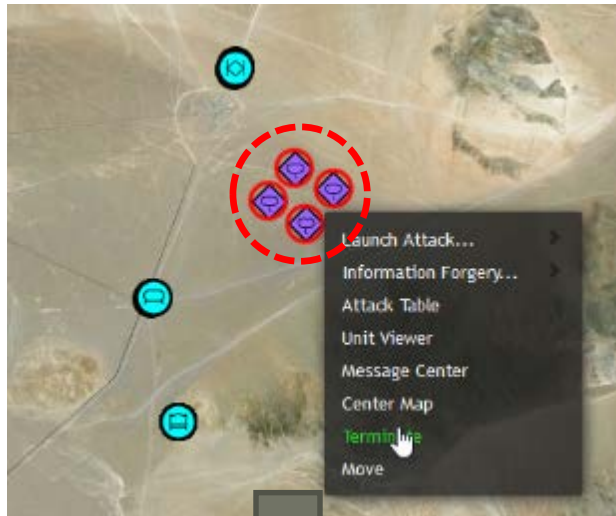 Launch Attack...
Information Forgery...
Attack Table
Unit Viewer
Message Center
Center Map
Terminate
Move